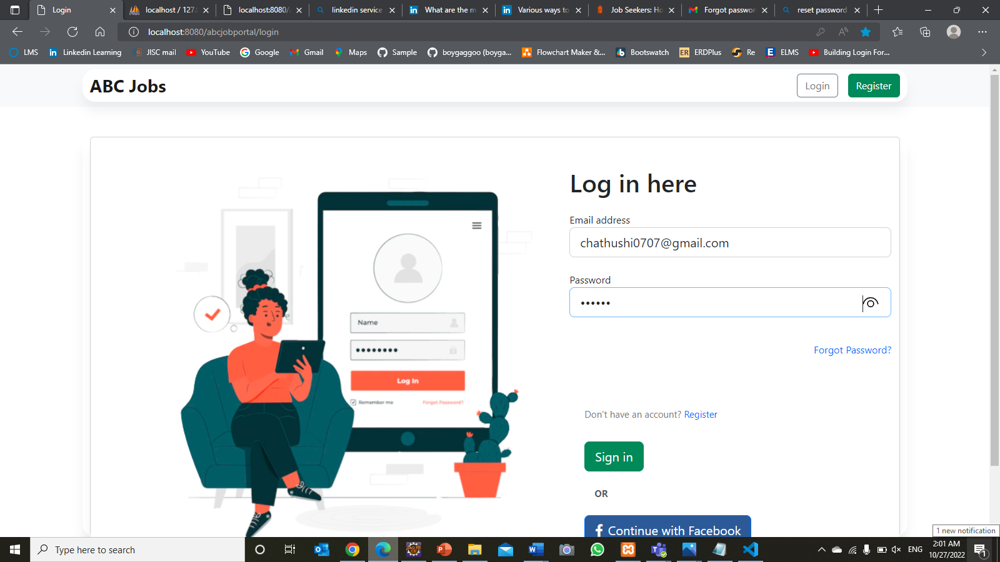 Login
localhost / 127.
localhost:8080/
linkedin service
What are the m
Various ways to
Job Seekers: Ho
Forgot passwor
reset password
localhost:8080/abcjobportal/login
LMS
Linkedin Learning
JISC mail
YouTube
Google
Gmail
Maps
Sample
boygaggoo (boyga...
Flowchart Maker &...
Bootswatch
ERDPlus
Re
ELMS
Building Login For...
ABC Jobs
Login
Register
Log in here
Email address
chathushi0707@gmail.com
Password
••••••
Forgot Password?
Name
Log In
Remember me
Forgot Password?
Don't have an account? Register
Sign in
OR
Continue with Facebook
1 new notification
Type here to search
ENG
2:01 AM
10/27/2022
1